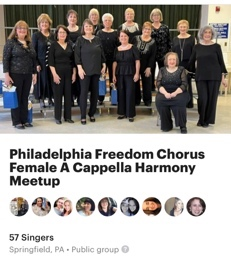 Philadelphia Freedom Chorus
Female A Cappella Harmony
Meetup
57 Singers
Springfield, PA • Public group ?